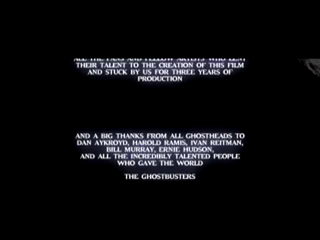 ALL THE FANS AND FELLOW ARTISTS WHO LENT
THEIR TALENT TO THE CREATION OF THIS FILM
AND STUCK BY US FOR THREE YEARS OF
PRODUCTION
AND A BIG THANKS FROM ALL GHOSTHEADS TO
DAN AYKROYD, HAROLD RAMIS, IVAN REITMAN,
BILL MURRAY, ERNIE HUDSON,
AND ALL THE INCREDIBLY TALENTED PEOPLE
WHO GAVE THE WORLD
THE GHOSTBUSTERS